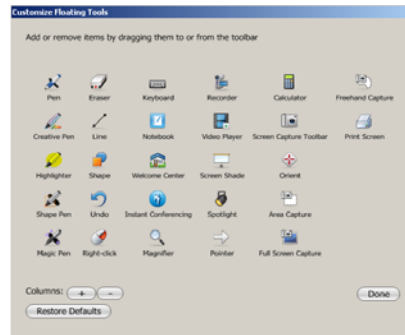 Customize Floating Tools
Add or remove items by dragging them to or from the toolbar
Pen Eraser Keyboard Recorder Calculator Freehand Capture
Creative Pen Line Notebook Video Player Screen Capture Toolbar Print Screen
Highlighter Shape Welcome Center Screen Shade Orient
Shape Pen Undo Instant Conferencing Spotlight Area Capture
Magic Pen Right-click Magnifier Pointer Full Screen Capture
Columns: + - Done
Restore Defaults